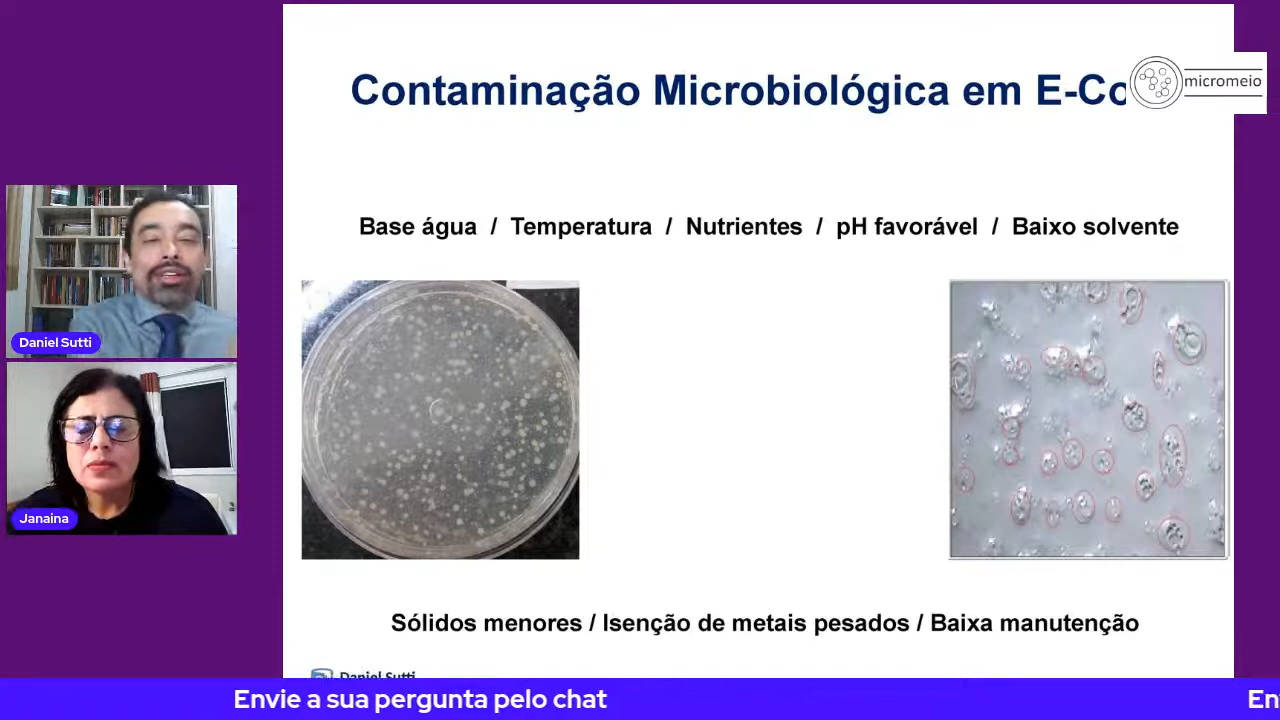 Contaminação Microbiológica em E-Co
micromeio
Base água / Temperatura / Nutrientes / pH favorável / Baixo solvente
Daniel Sutti
Janaina
Sólidos menores / Isenção de metais pesados / Baixa manutenção
Daniel Sutti
Envie a sua pergunta pelo chat
En